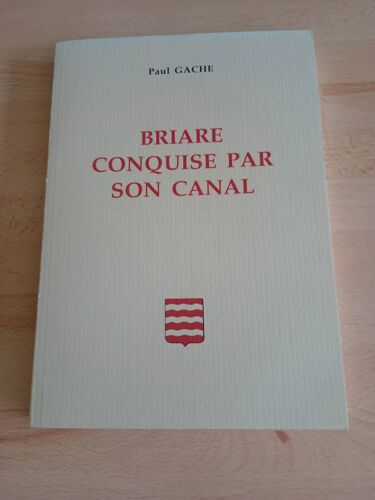 Paul GACHE
BRIARE
CONQUISE PAR
SON CANAL